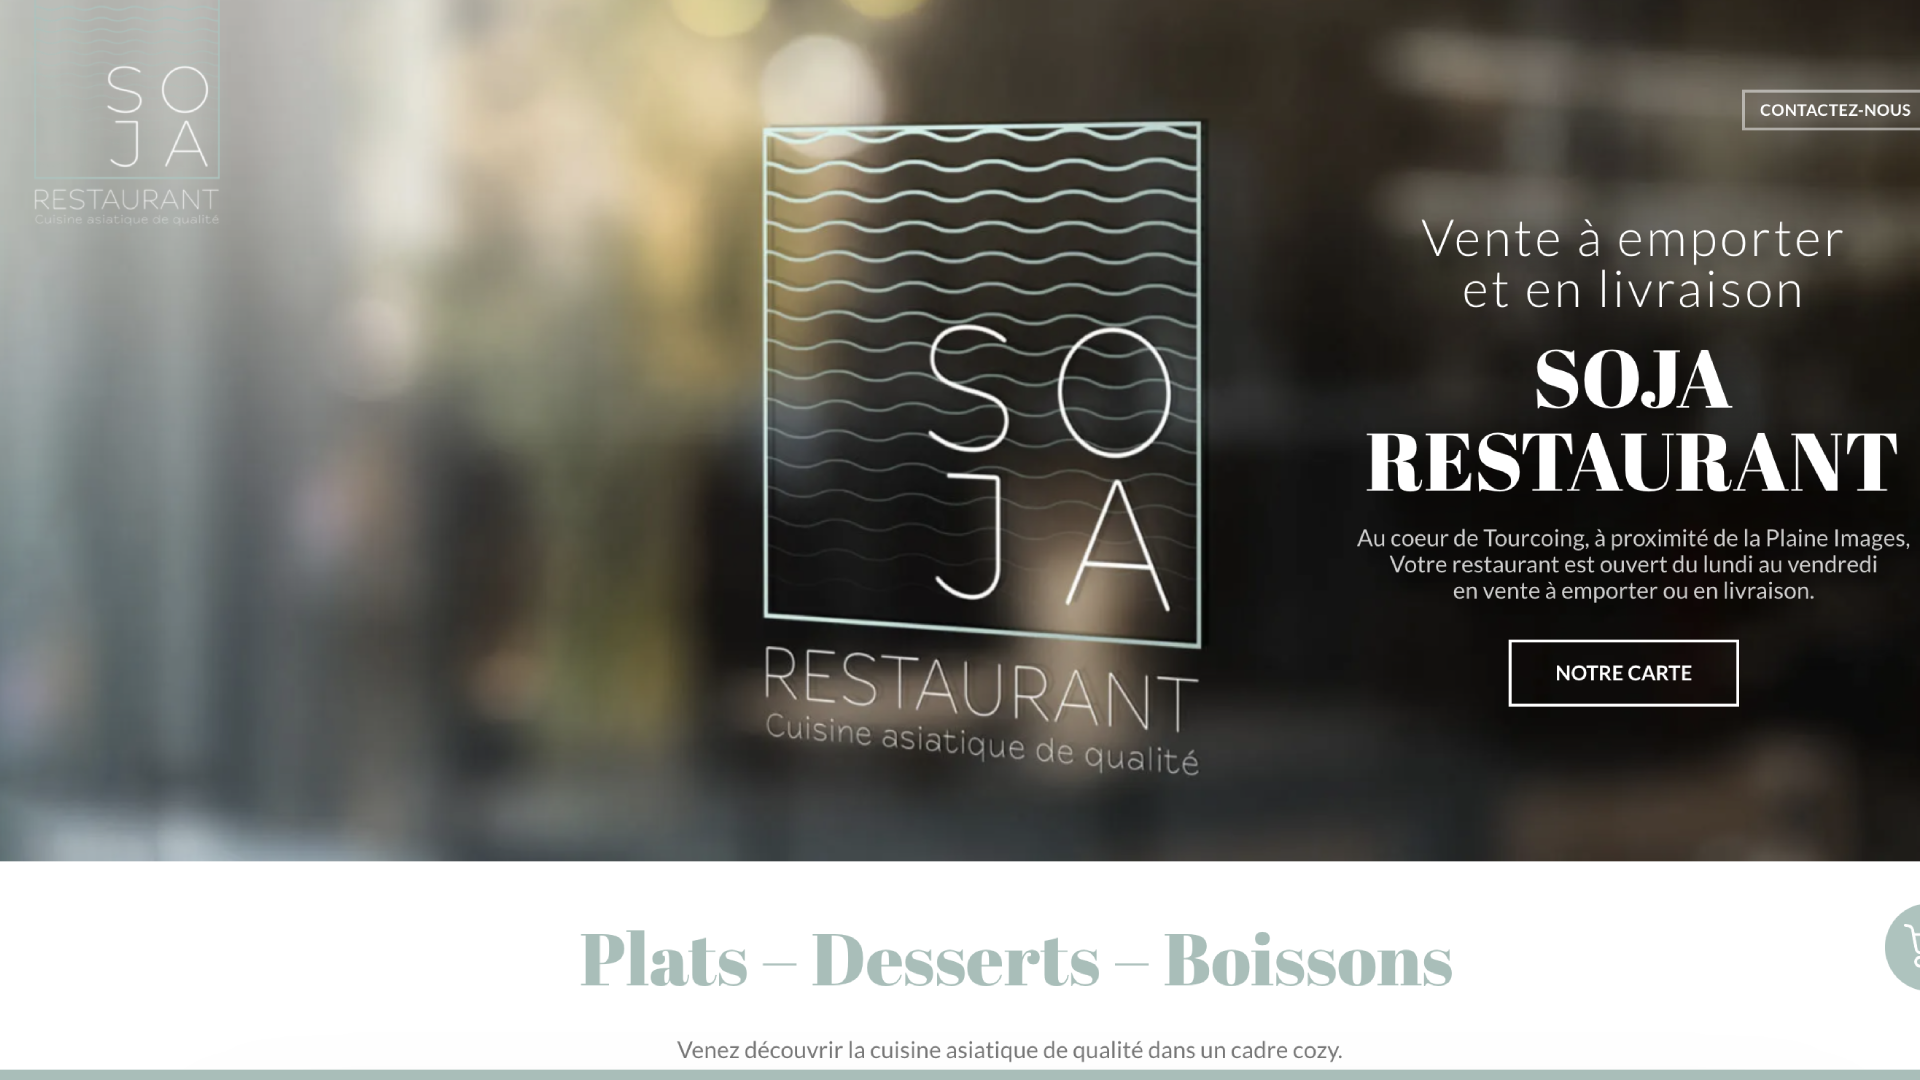 SO
JA
RESTAURANT
Cuisine asiatique de qualité
CONTACTEZ-NOUS
SO
JA
RESTAURANT
Cuisine asiatique de qualité
Vente à emporter
et en livraison
SOJA
RESTAURANT
Au coeur de Tourcoing, à proximité de la Plaine Images,
Votre restaurant est ouvert du lundi au vendredi
en vente à emporter ou en livraison.
NOTRE CARTE
Plats – Desserts – Boissons
Venez découvrir la cuisine asiatique de qualité dans un cadre cozy.